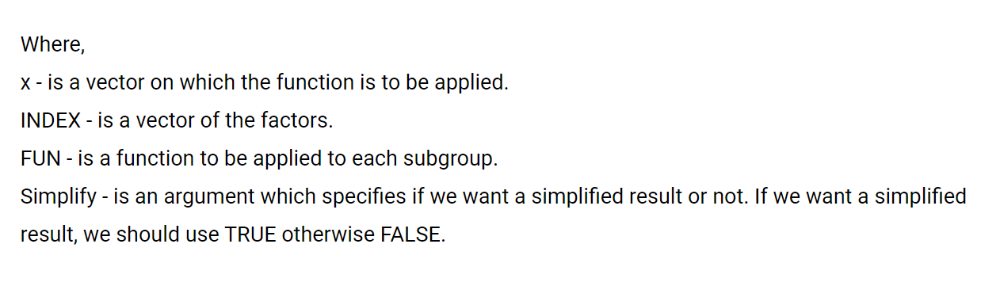 Where,
x - is a vector on which the function is to be applied.
INDEX - is a vector of the factors.
FUN - is a function to be applied to each subgroup.
Simplify - is an argument which specifies if we want a simplified result or not. If we want a simplified
result, we should use TRUE otherwise FALSE.